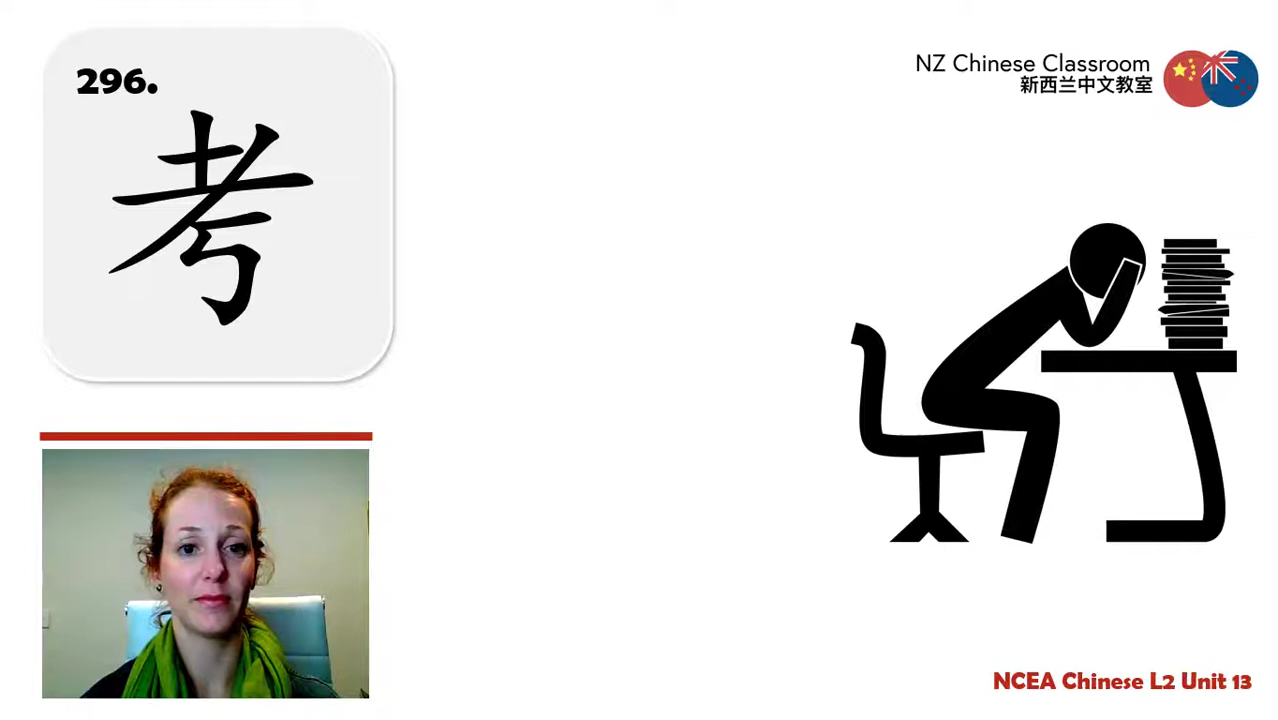 296.
考
NZ Chinese Classroom
新西兰中文教室
NCEA Chinese L2 Unit 13